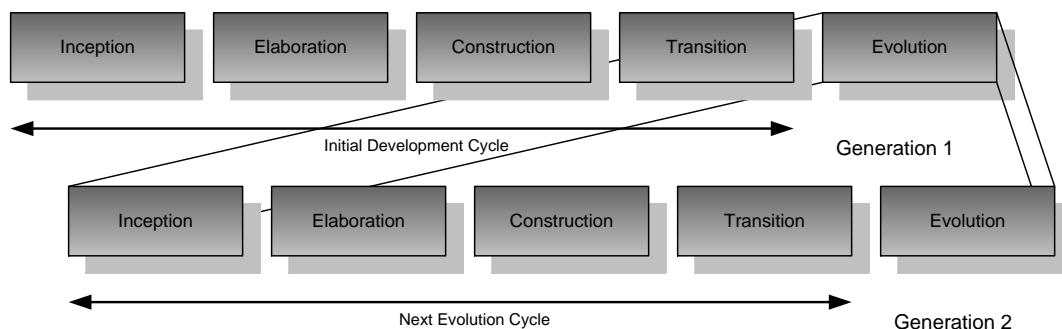 Inception
Elaboration
Construction
Transition
Evolution
Initial Development Cycle
Generation 1
Inception
Elaboration
Construction
Transition
Evolution
Next Evolution Cycle
Generation 2